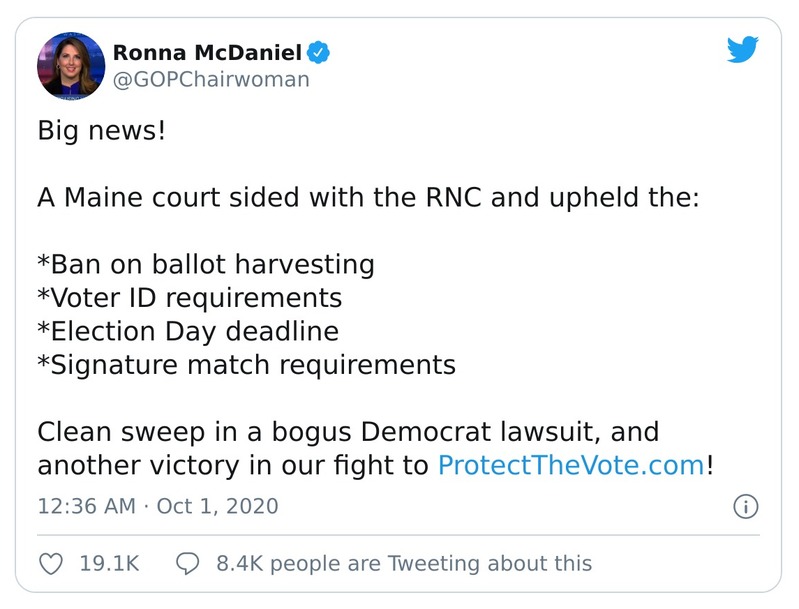 Ronna McDaniel
@GOPChairwoman
Big news!
A Maine court sided with the RNC and upheld the:
*Ban on ballot harvesting
*Voter ID requirements
*Election Day deadline
*Signature match requirements
Clean sweep in a bogus Democrat lawsuit, and
another victory in our fight to ProtectTheVote.com!
12:36 AM · Oct 1, 2020
19.1K 8.4K people are Tweeting about this